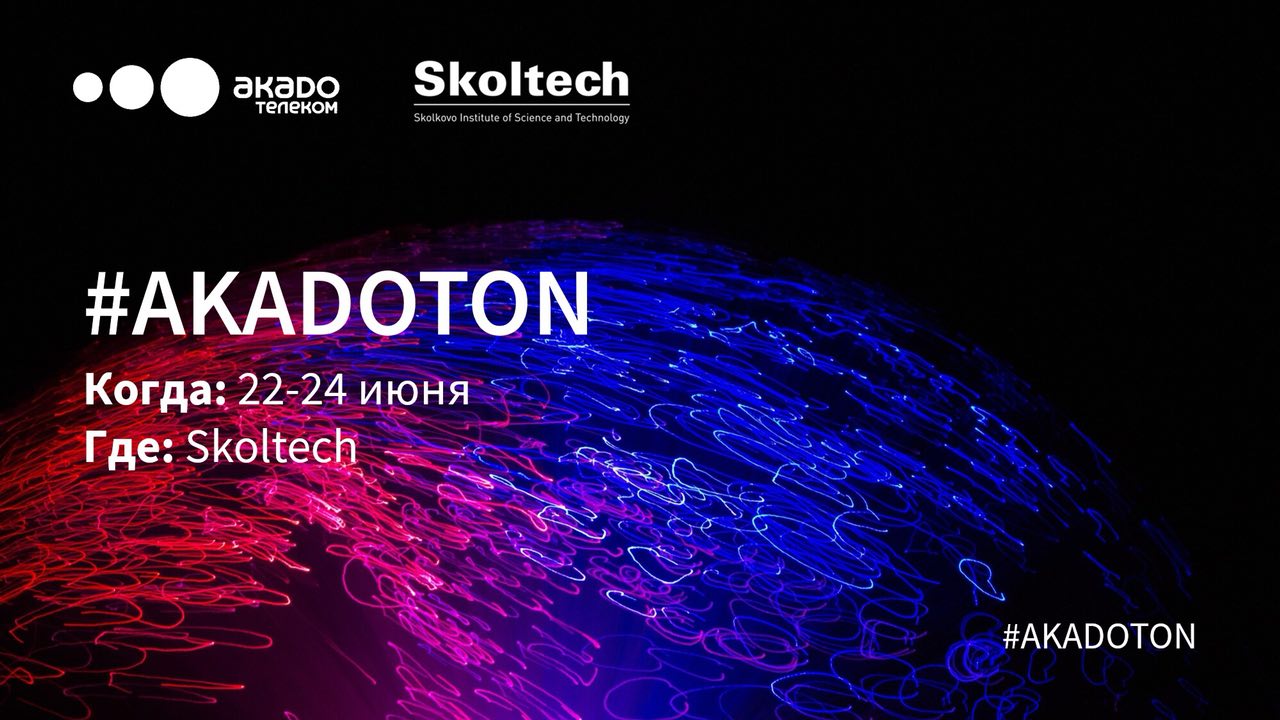 акадо
телеком
Skoltech
Skolkovo Institute of Science and Technology
#AKADOTON
Когда: 22-24 июня
Где: Skoltech
#AKADOTON